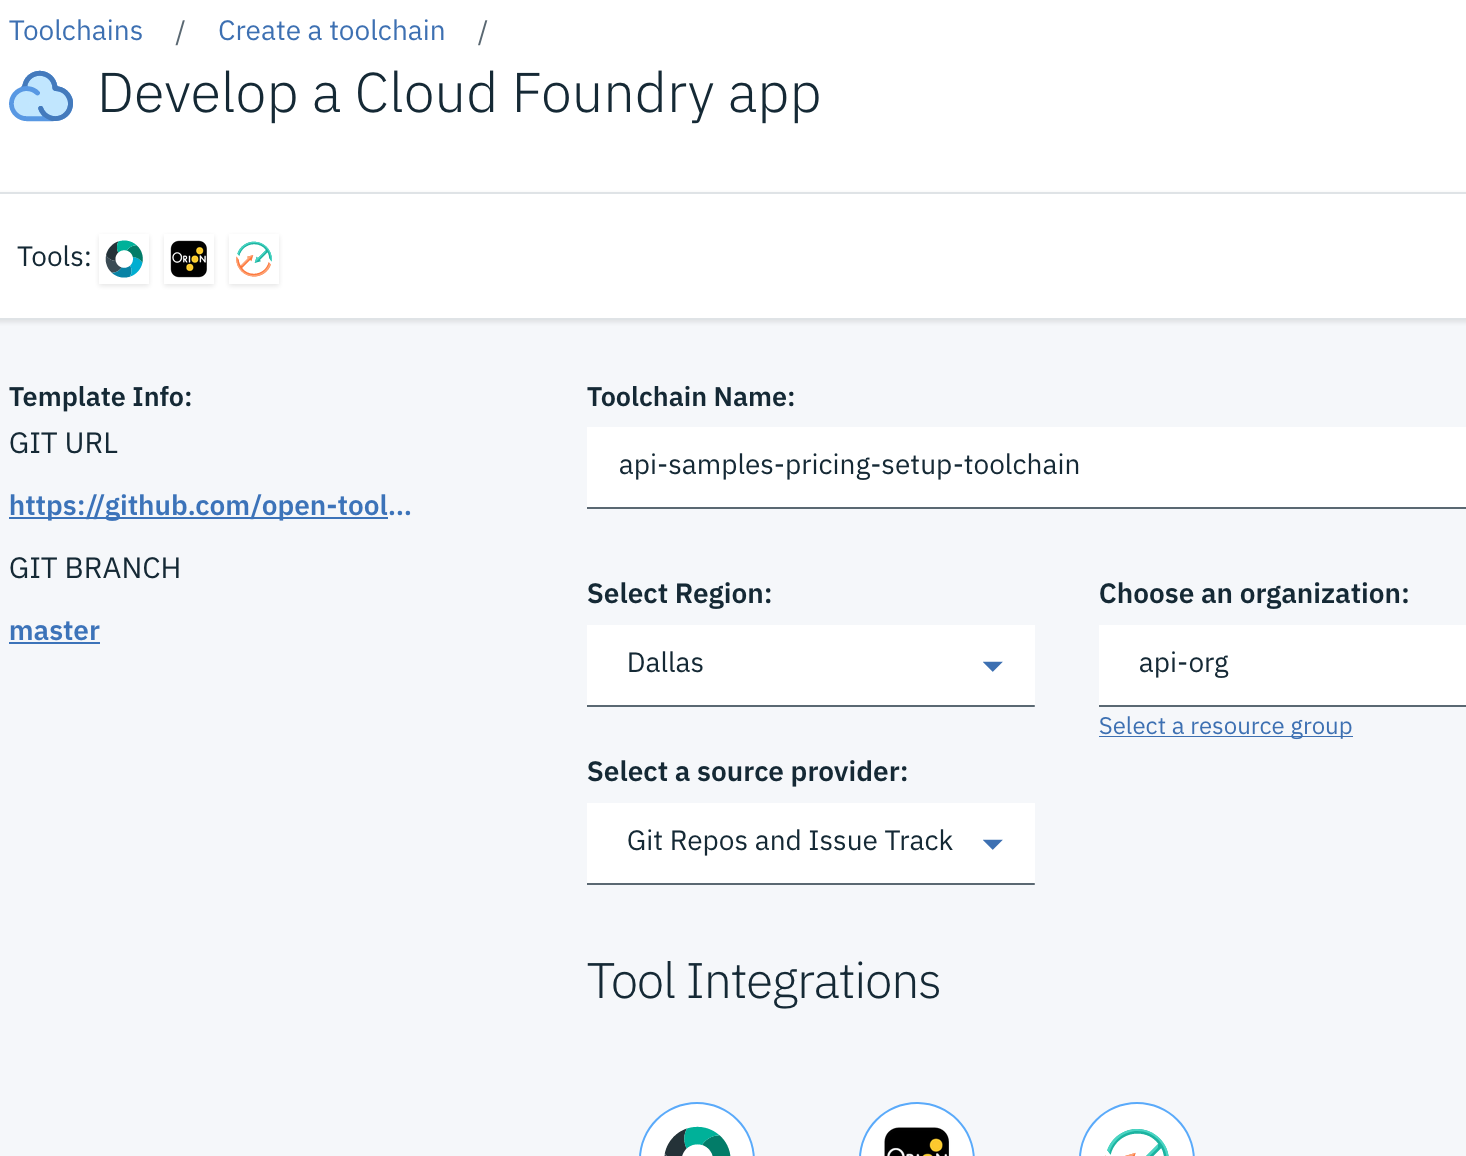 Toolchains / Create a toolchain /
Develop a Cloud Foundry app
Tools:
ORION
Template Info:
GIT URL
https://github.com/open-tool...
GIT BRANCH
master
Toolchain Name:
api-samples-pricing-setup-toolchain
Select Region:
Dallas
Choose an organization:
api-org
Select a resource group
Select a source provider:
Git Repos and Issue Track
Tool Integrations
ORION